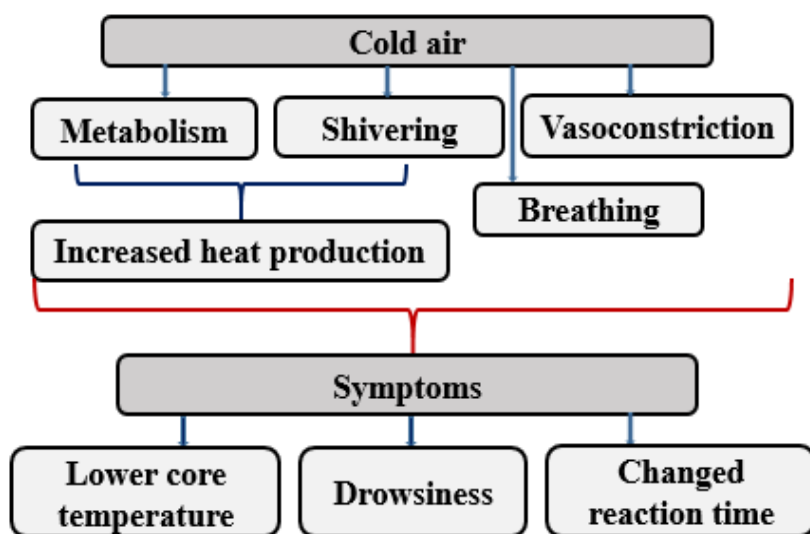 Cold air
Metabolism
Shivering
Vasoconstriction
Breathing
Increased heat production
Symptoms
Lower core
temperature
Drowsiness
Changed
reaction time